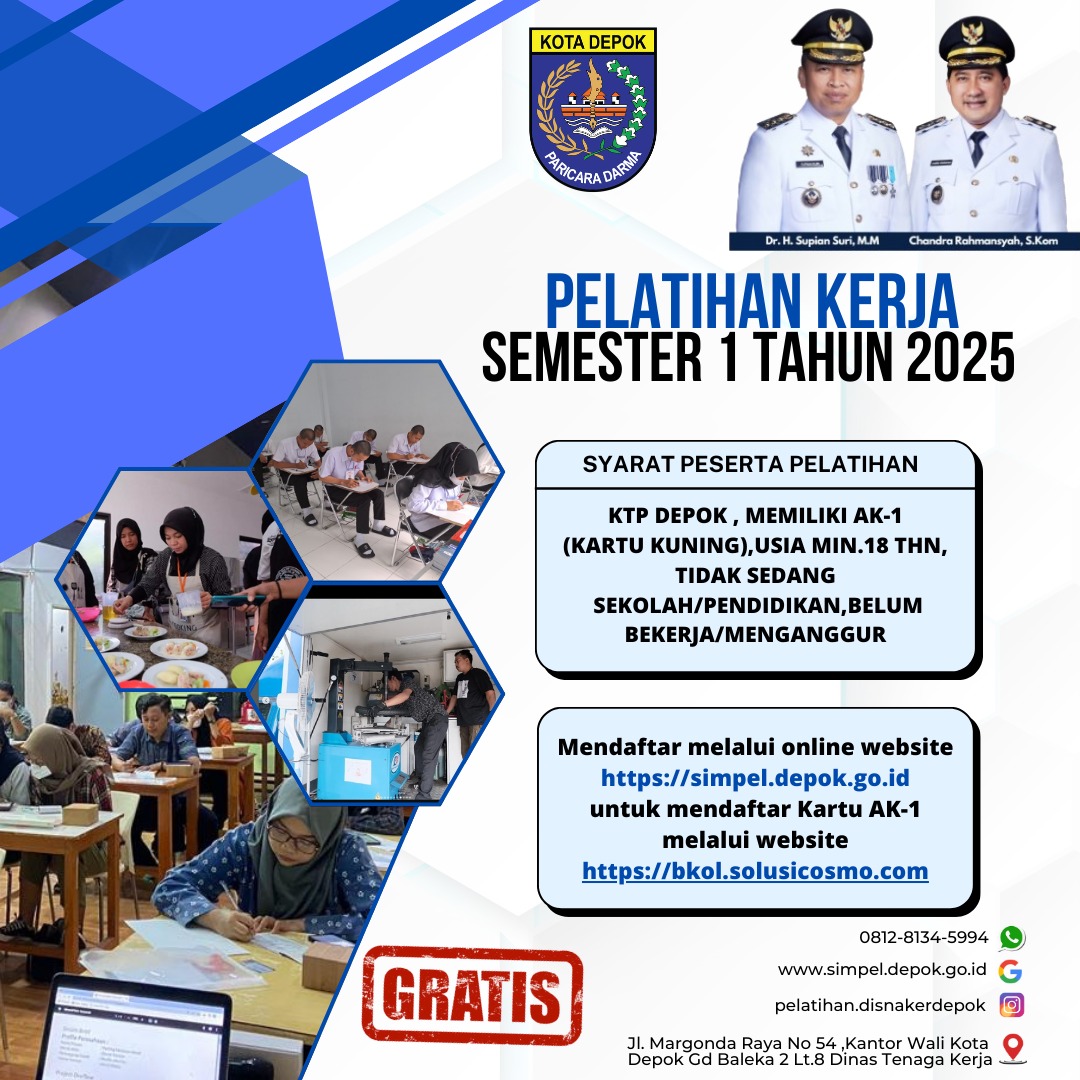 KOTA DEPOK
PARICARA DARMA
Dr. H. Supian Suri, M.M
Chandra Rahmansyah, S.Kom
PELATIHAN KERJA
SEMESTER 1 TAHUN 2025
SYARAT PESERTA PELATIHAN
KTP DEPOK , MEMILIKI AK-1
(KARTU KUNING),USIA MIN.18 THN,
TIDAK SEDANG
SEKOLAH/PENDIDIKAN,BELUM
BEKERJA/MENGANGGUR
Mendaftar melalui online website
https://simpel.depok.go.id
untuk mendaftar Kartu AK-1
melalui website
https://bkol.solusicosmo.com
GRATIS
0812-8134-5994
www.simpel.depok.go.id
pelatihan.disnakerdepok
Jl. Margonda Raya No 54 ,Kantor Wali Kota
Depok Gd Baleka 2 Lt.8 Dinas Tenaga Kerja